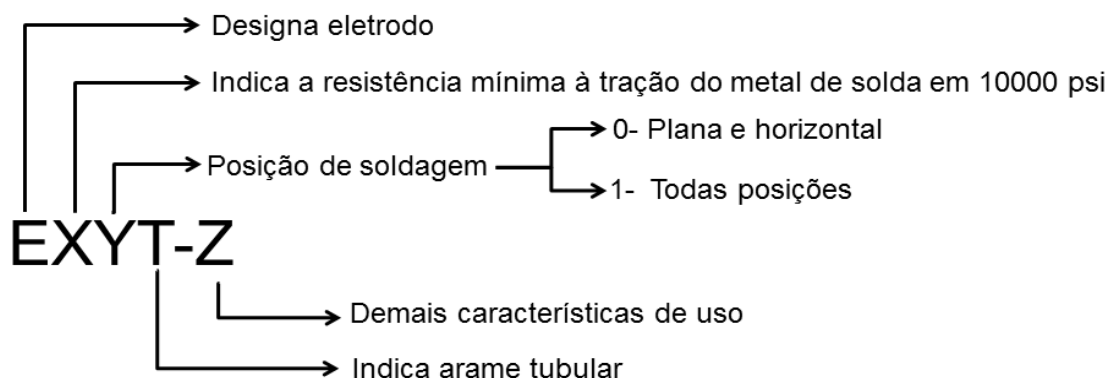 Designa eletrodo
Indica a resistência mínima à tração do metal de solda em 10000 psi
0- Plana e horizontal
Posição de soldagem
1- Todas posições
EXYT-Z
Demais características de uso
Indica arame tubular